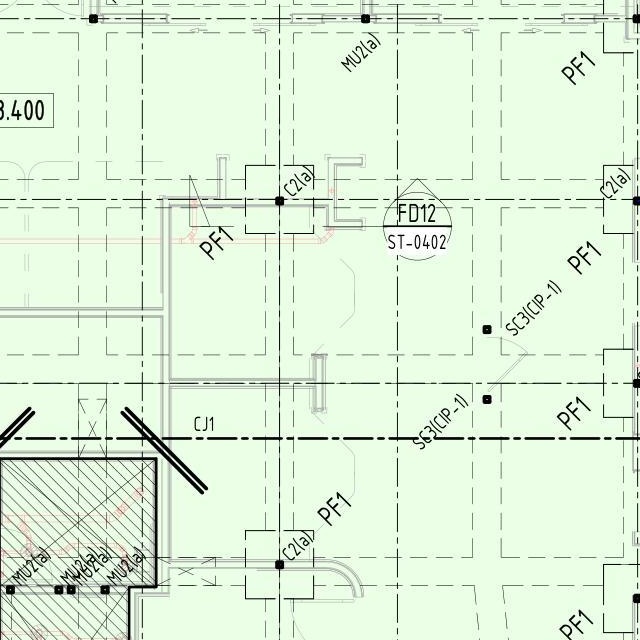 MU2(a)
PF1
3.400
C2(a)
C2(a)
FD12
ST-0402
PF1
PF1
SC3(CIP-1)
SC3(CIP-1)
PF1
CJ1
PF1
C2(a)
MU2(a)
MU2(a)
MU2(a)
MU2(a)
PF1